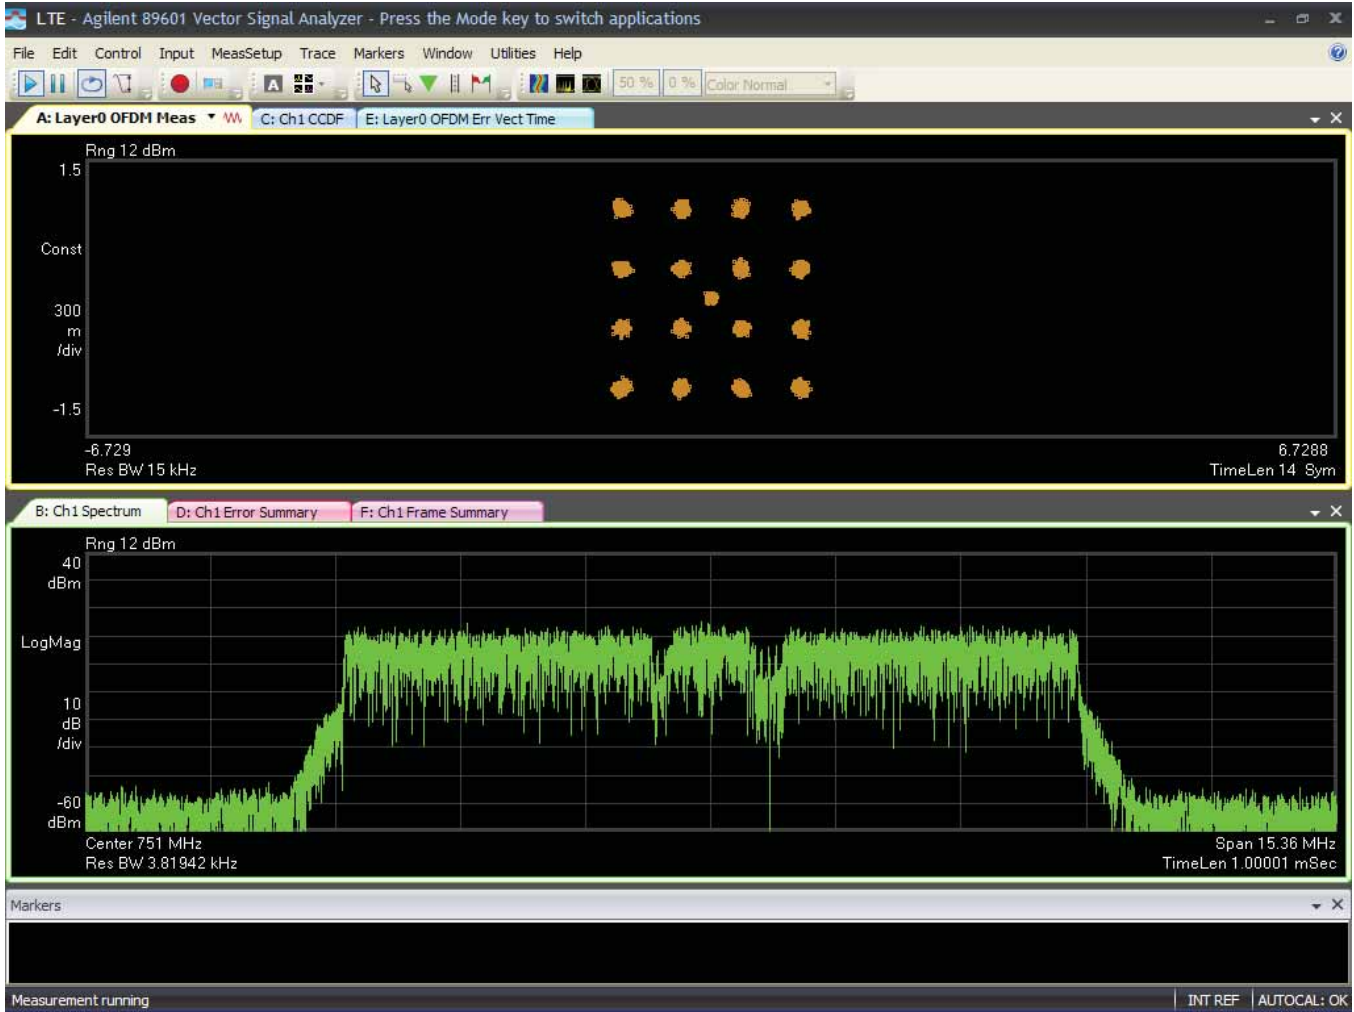 LTE - Agilent 89601 Vector Signal Analyzer - Press the Mode key to switch applications
File Edit Control Input MeasSetup Trace Markers Window Utilities Help
A 50 % 0 % Color Normal
A: Layer0 OFDM Meas C: Ch1 CCDF E: Layer0 OFDM Err Vect Time
Rng 12 dBm
1.5
Const
300
m
/div
-1.5
-6.729 6.7288
Res BW 15 kHz TimeLen 14 Sym
B: Ch1 Spectrum D: Ch1 Error Summary F: Ch1 Frame Summary
Rng 12 dBm
40
dBm
LogMag
10
dB
/div
-60
dBm
Center 751 MHz Span 15.36 MHz
Res BW 3.81942 kHz TimeLen 1.00001 mSec
Markers
Measurement running INT REF AUTOCAL: OK